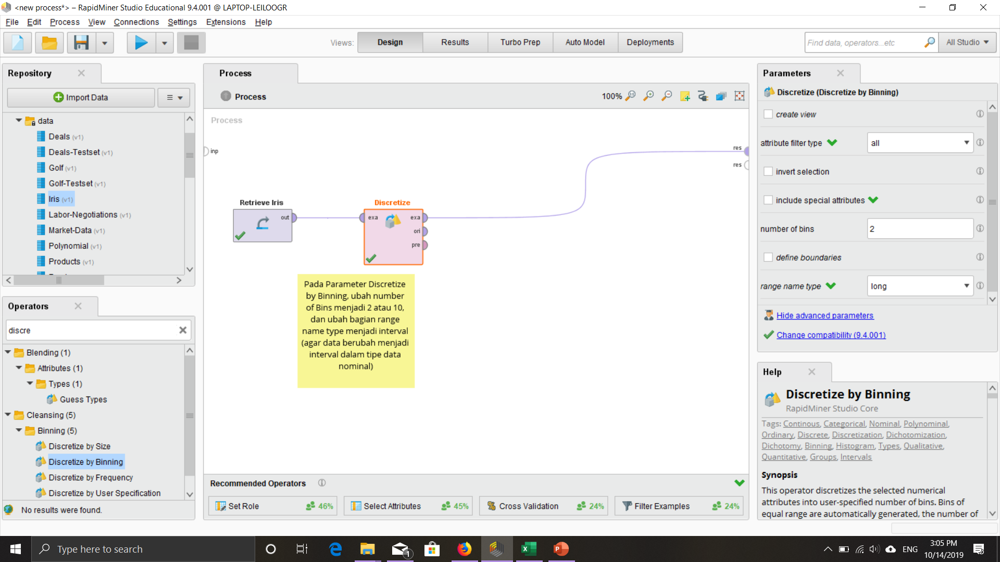 <new process*> – RapidMiner Studio Educational 9.4.001 @ LAPTOP-LEILOOGR
File Edit Process View Connections Settings Extensions Help
Views: Design Results Turbo Prep Auto Model Deployments
Find data, operators...etc
All Studio
Repository
Import Data
data
Deals (v1)
Deals-Testset (v1)
Golf (v1)
Golf-Testset (v1)
Iris (v1)
Labor-Negotiations (v1)
Market-Data (v1)
Polynomial (v1)
Products (v1)
Operators
discre
Blending (1)
Attributes (1)
Types (1)
Guess Types
Cleansing (5)
Binning (5)
Discretize by Size
Discretize by Binning
Discretize by Frequency
Discretize by User Specification
No results were found.
Process
Process
100%
Process
inp
res
res
Retrieve Iris
out
Discretize
exa exa
ori
pre
Pada Parameter Discretize
by Binning, ubah number
of Bins menjadi 2 atau 10,
dan ubah bagian range
name type menjadi interval
(agar data berubah menjadi
interval dalam tipe data
nominal)
Recommended Operators
Set Role 46%
Select Attributes 45%
Cross Validation 24%
Filter Examples 24%
Parameters
Discretize (Discretize by Binning)
create view
attribute filter type all
invert selection
include special attributes
number of bins 2
define boundaries
range name type long
Hide advanced parameters
Change compatibility (9.4.001)
Help
Discretize by Binning
RapidMiner Studio Core
Tags: Continous, Categorical, Nominal, Polynominal,
Ordinary, Discrete, Discretization, Dichotomization,
Dichotomy, Binning, Histogram, Types, Qualitative,
Quantitative, Groups, Intervals
Synopsis
This operator discretizes the selected numerical
attributes into user-specified number of bins. Bins of
equal range are automatically generated, the number of
Type here to search
1
ENG
3:05 PM
10/14/2019